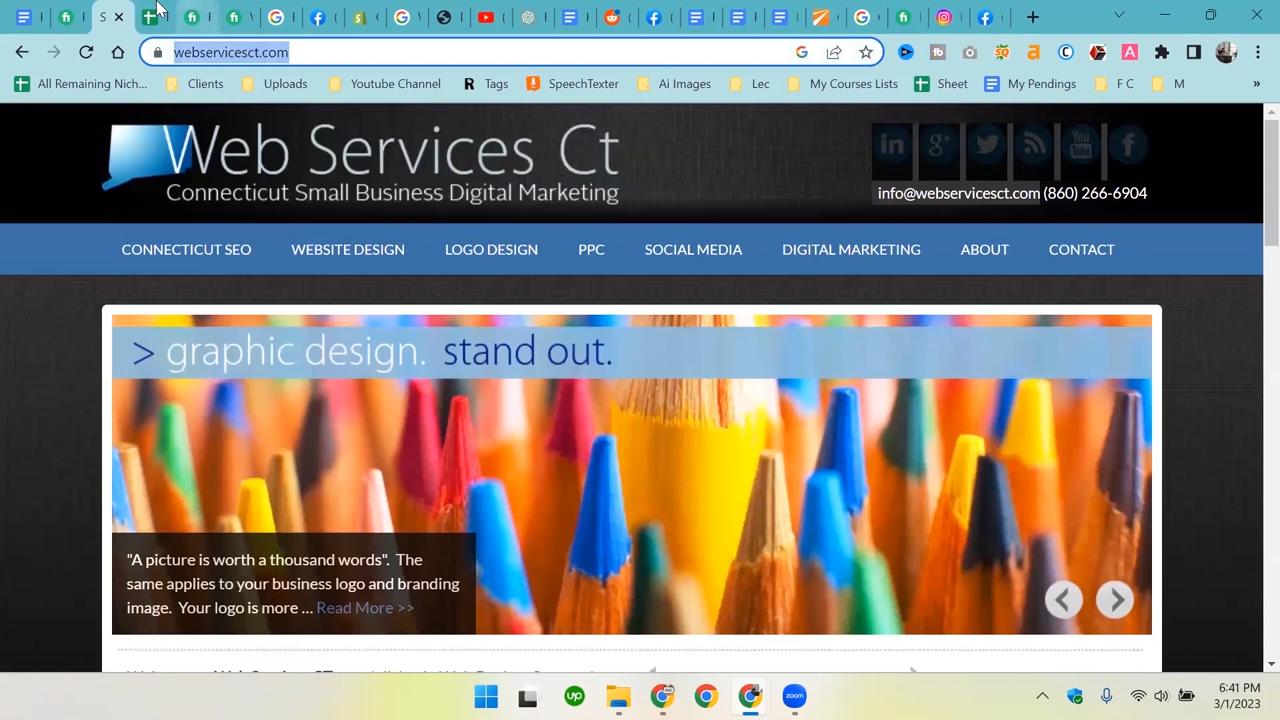 S
webservicesct.com
All Remaining Nich...
Clients
Uploads
Youtube Channel
Tags
SpeechTexter
Ai Images
Lec
My Courses Lists
Sheet
My Pendings
F C
M
»
Web Services Ct
Connecticut Small Business Digital Marketing
info@webservicesct.com (860) 266-6904
CONNECTICUT SEO
WEBSITE DESIGN
LOGO DESIGN
PPC
SOCIAL MEDIA
DIGITAL MARKETING
ABOUT
CONTACT
> graphic design. stand out.
"A picture is worth a thousand words". The
same applies to your business logo and branding
image. Your logo is more ... Read More >>
6:41 PM
3/1/2023